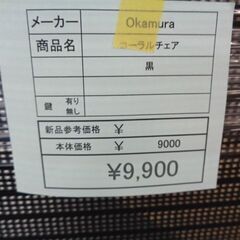 メーカー Okamura
商品名 コーラルチェア
黒
鍵 有り 無し
新品参考価格 ¥
本体価格 ¥ 9000
¥9,900